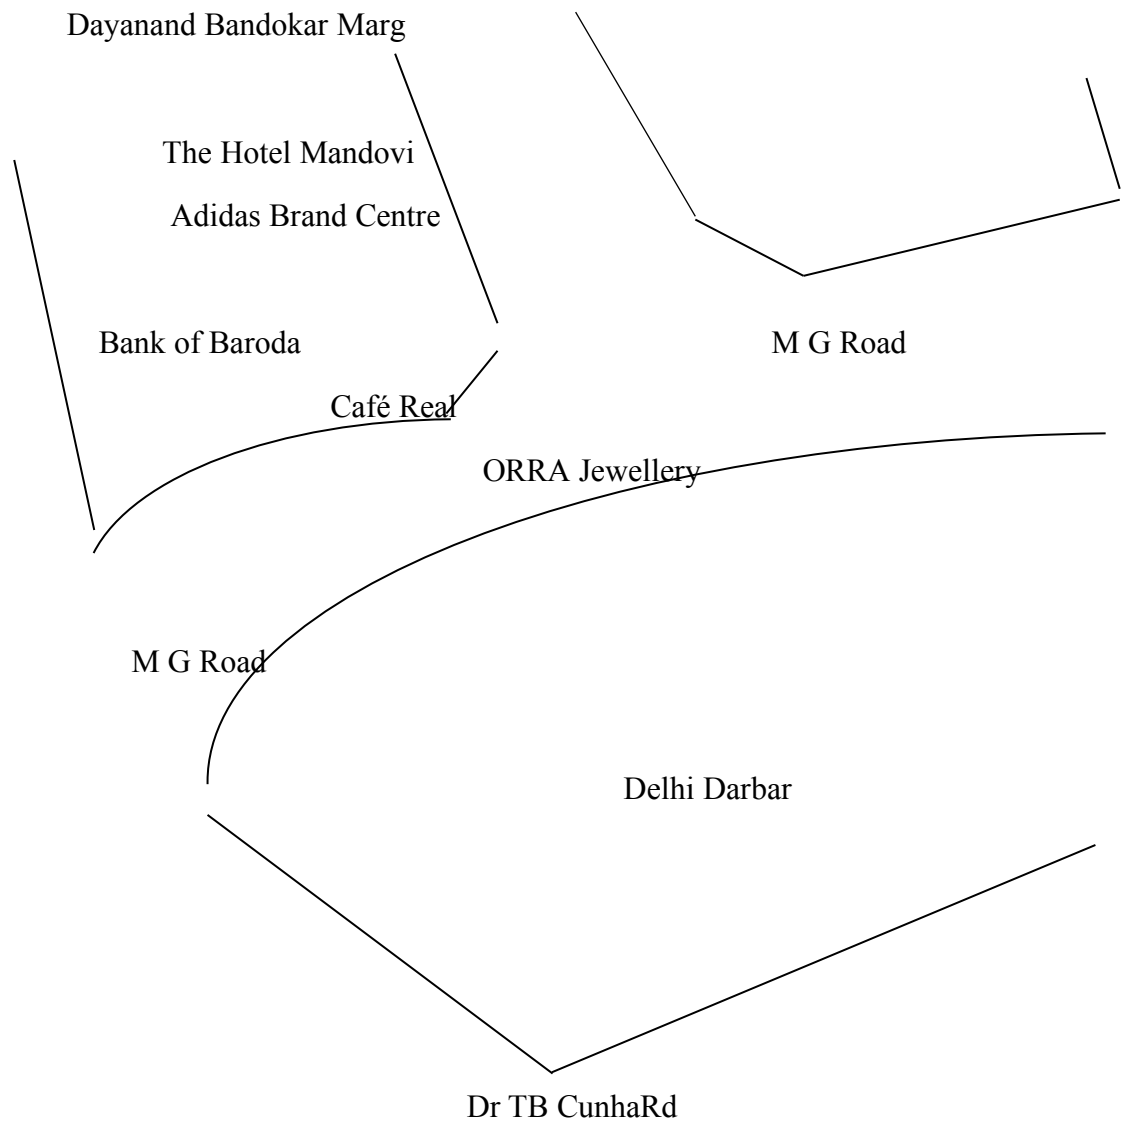 Dayanand Bandokar Marg
The Hotel Mandovi
Adidas Brand Centre
Bank of Baroda
M G Road
Café Real
ORRA Jewellery
M G Road
Delhi Darbar
Dr TB CunhaRd